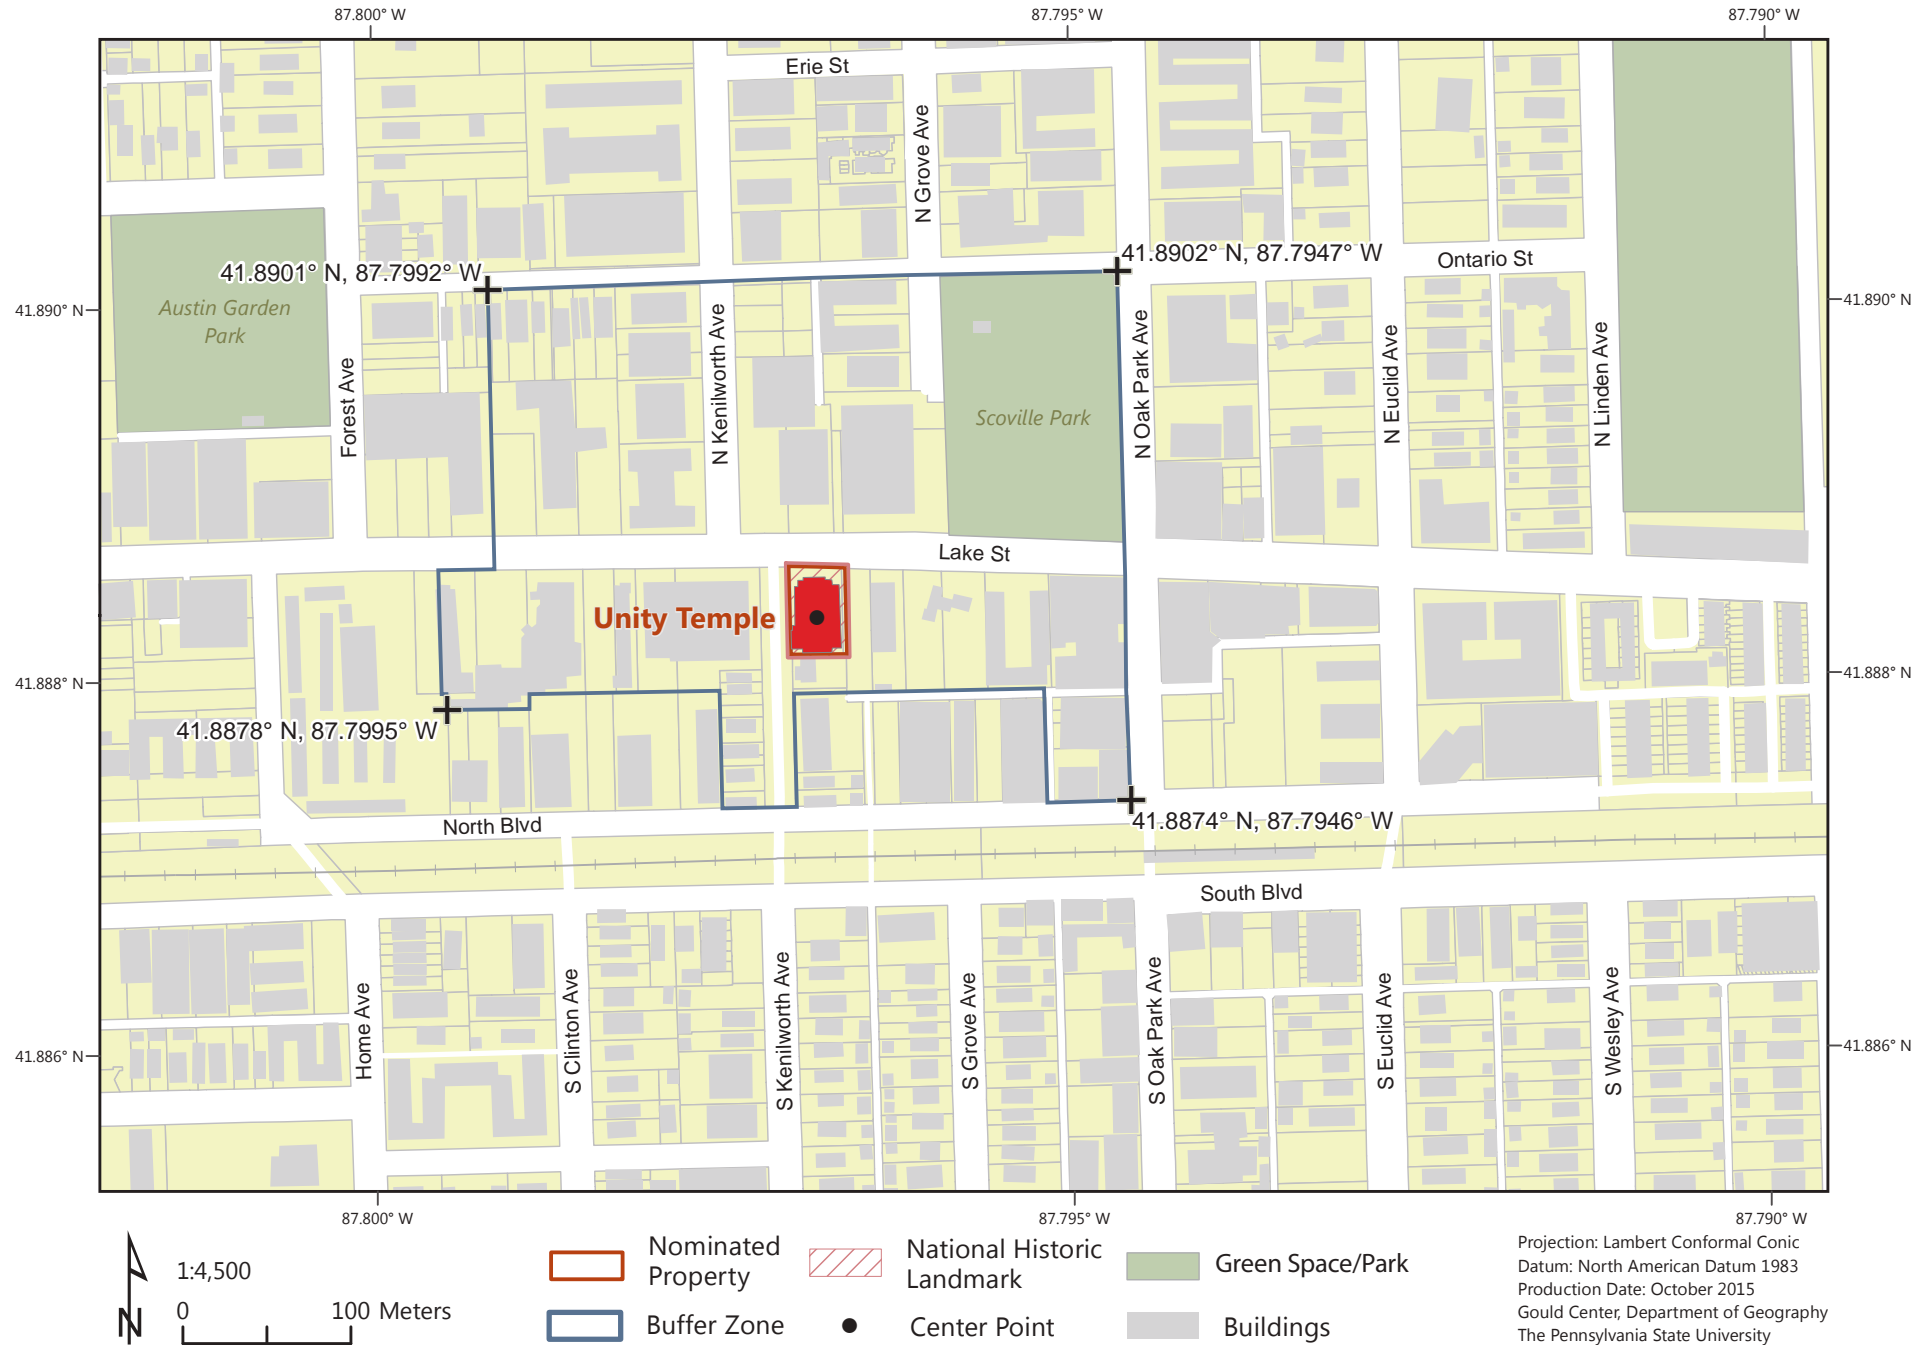 87.800° W
87.795° W
87.790° W
Erie St
N Grove Ave
41.8901° N, 87.7992° W
41.8902° N, 87.7947° W
Ontario St
41.890° N
41.890° N
Austin Garden
Park
Forest Ave
N Kenilworth Ave
Scoville Park
N Oak Park Ave
N Euclid Ave
N Linden Ave
Lake St
Unity Temple
41.888° N
41.888° N
41.8878° N, 87.7995° W
41.8874° N, 87.7946° W
North Blvd
South Blvd
Home Ave
S Clinton Ave
S Kenilworth Ave
S Grove Ave
S Oak Park Ave
S Euclid Ave
S Wesley Ave
41.886° N
41.886° N
87.800° W
87.795° W
87.790° W
N
1:4,500
0
100 Meters
Nominated
Property
Buffer Zone
National Historic
Landmark
Center Point
Green Space/Park
Buildings
Projection: Lambert Conformal Conic
Datum: North American Datum 1983
Production Date: October 2015
Gould Center, Department of Geography
The Pennsylvania State University